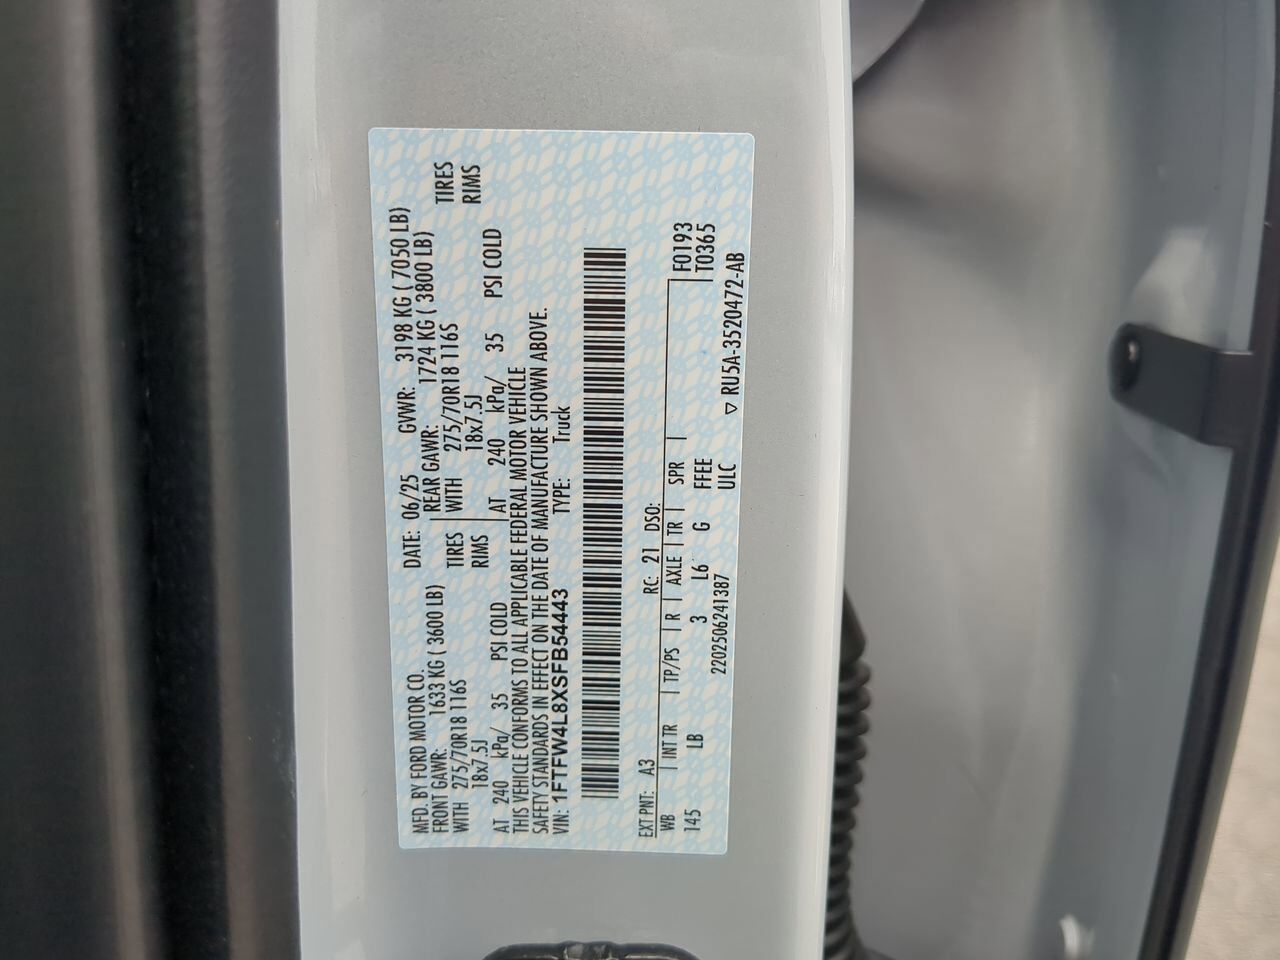 MFD. BY FORD MOTOR CO.
DATE: 06/25 GVWR: 3198 KG ( 7050 LB)
FRONT GAWR: 1633 KG ( 3600 LB) REAR GAWR: 1724 KG ( 3800 LB)
WITH 275/70R18 116S TIRES WITH 275/70R18 116S TIRES
18x7.5J RIMS 18x7.5J RIMS
AT 240 kPa/ 35 PSI COLD AT 240 kPa/ 35 PSI COLD
THIS VEHICLE CONFORMS TO ALL APPLICABLE FEDERAL MOTOR VEHICLE
SAFETY STANDARDS IN EFFECT ON THE DATE OF MANUFACTURE SHOWN ABOVE.
VIN: 1FTFW4L8XSFB54443 TYPE: Truck
F0193
EXT PNT: A3 RC: 21 DSO: T0365
WB | INT TR | TP/PS | R | AXLE | TR | SPR |
145 LB 3 L6 G FFEE
2202506241387 ULC ▽ RU5A-3520472-AB